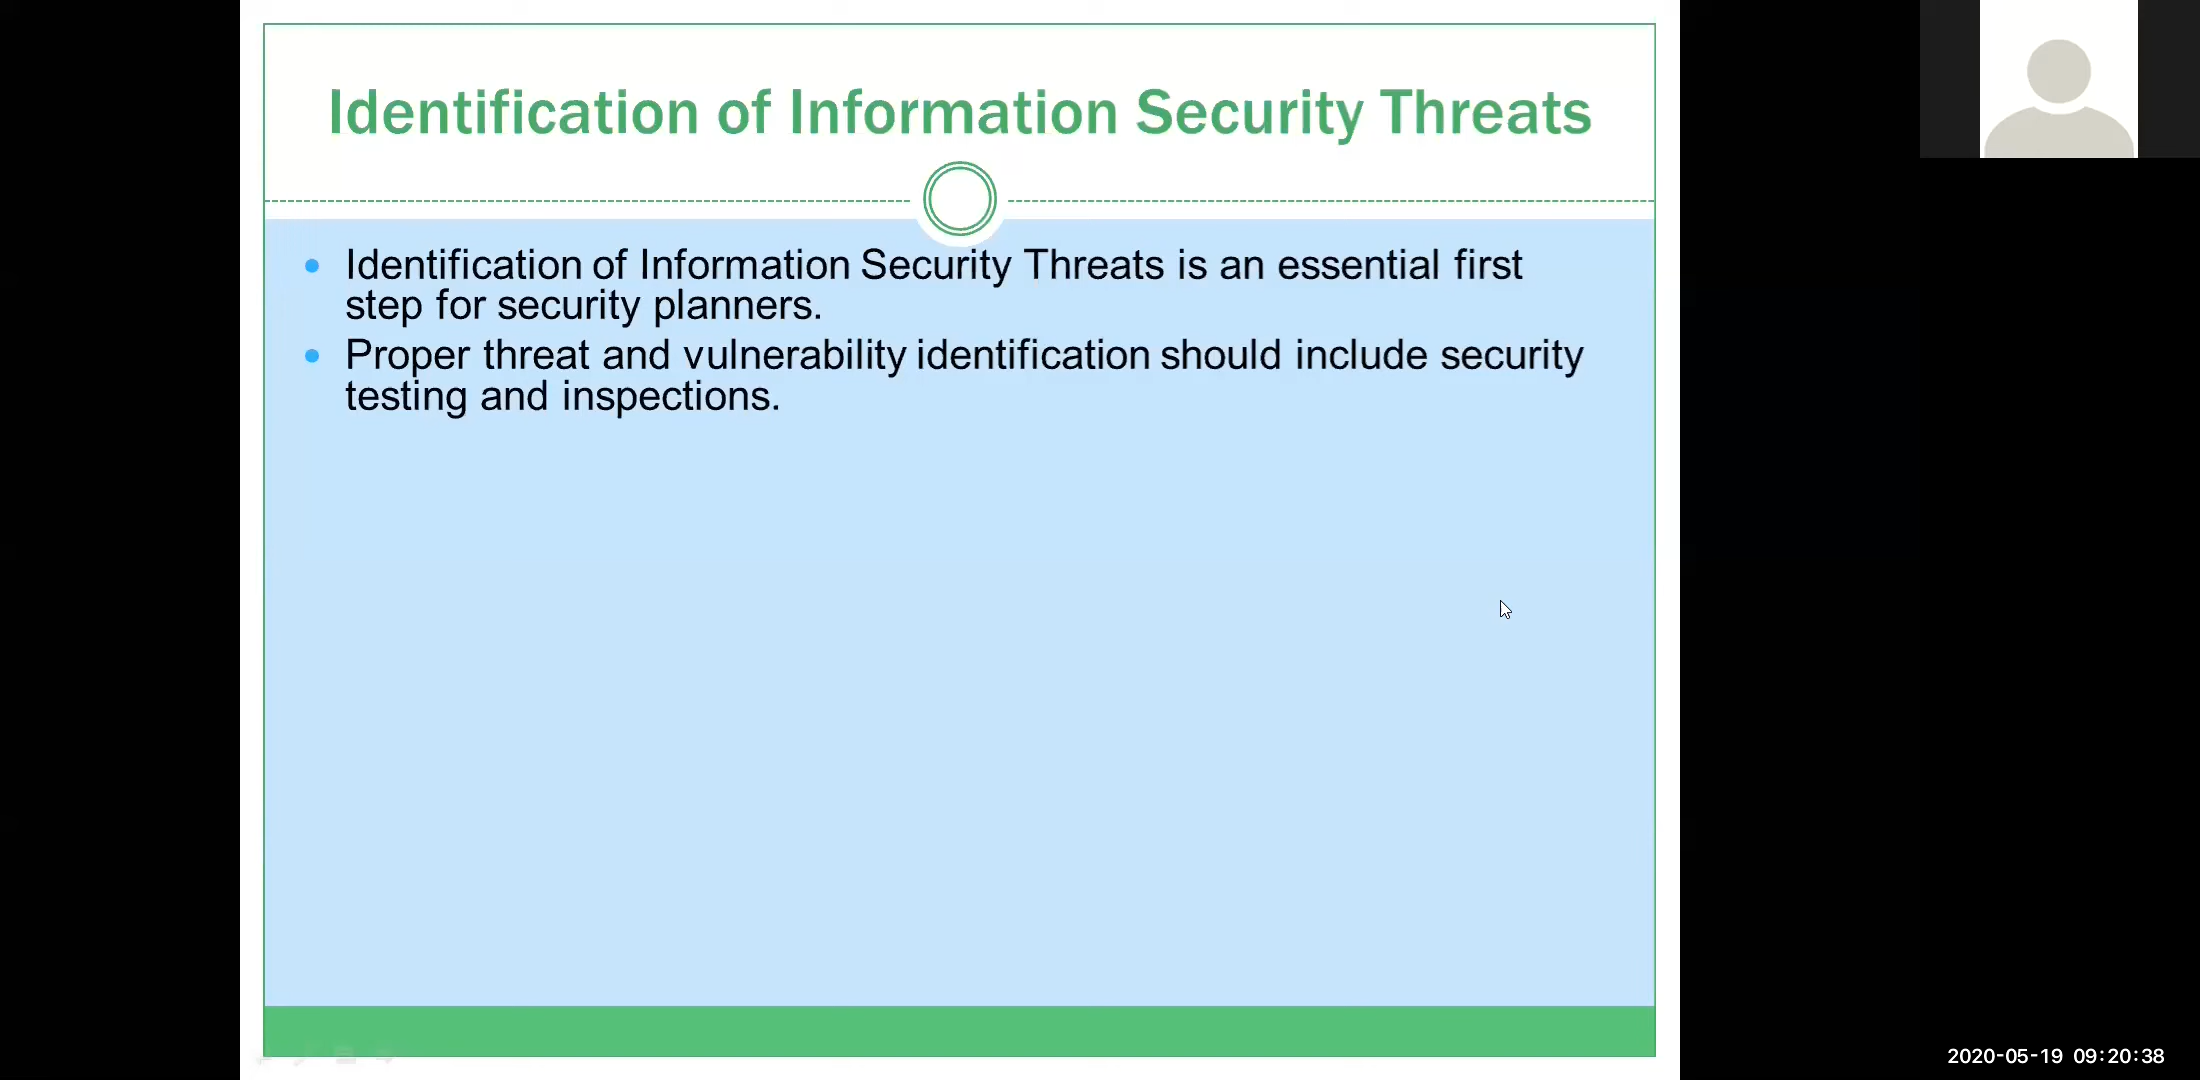 Identification of Information Security Threats
Identification of Information Security Threats is an essential first
step for security planners.
Proper threat and vulnerability identification should include security
testing and inspections.
2020-05-19 09:20:38